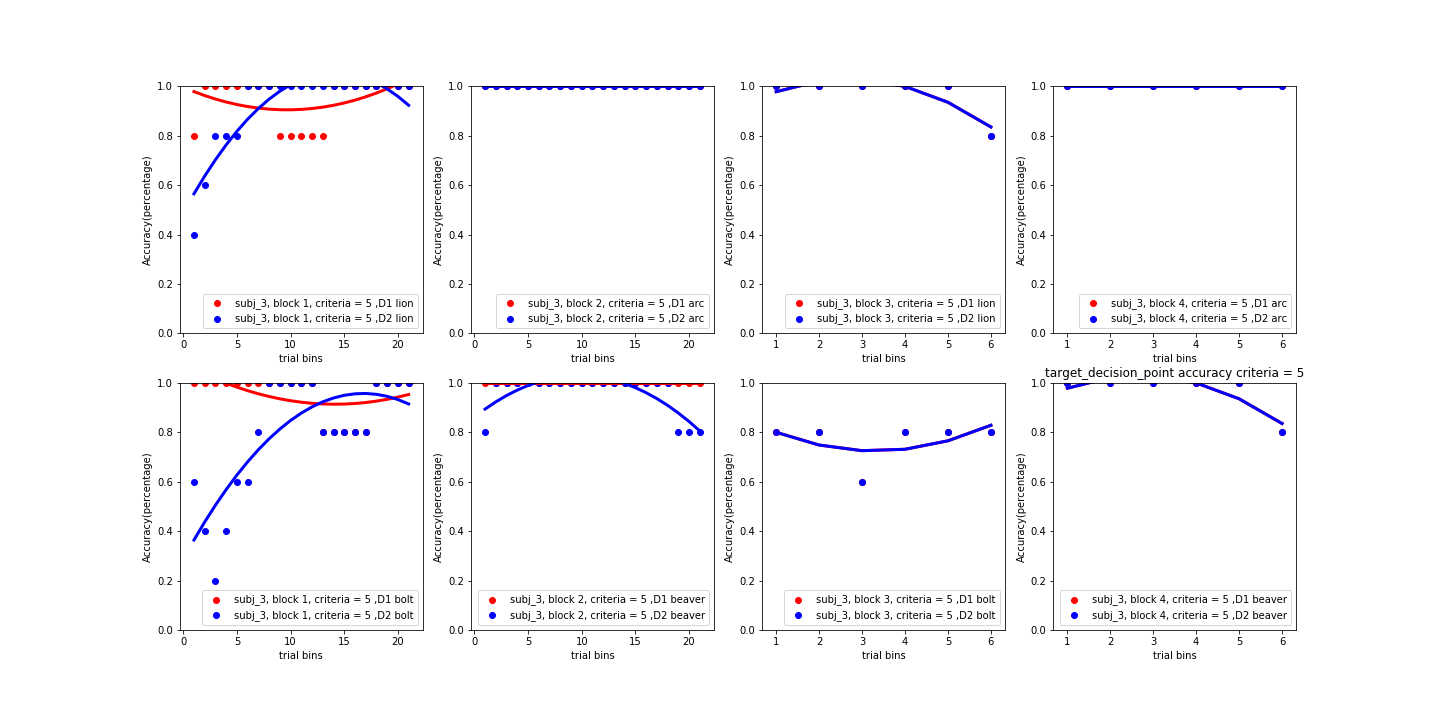 1.0
0.8
0.6
0.4
0.2
0.0
Accuracy(percentage)
subj_3, block 1, criteria = 5 ,D1 lion
subj_3, block 1, criteria = 5 ,D2 lion
0 5 10 15 20
trial bins
1.0
0.8
0.6
0.4
0.2
0.0
Accuracy(percentage)
subj_3, block 2, criteria = 5 ,D1 arc
subj_3, block 2, criteria = 5 ,D2 arc
0 5 10 15 20
trial bins
1.0
0.8
0.6
0.4
0.2
0.0
Accuracy(percentage)
subj_3, block 3, criteria = 5 ,D1 lion
subj_3, block 3, criteria = 5 ,D2 lion
1 2 3 4 5 6
trial bins
1.0
0.8
0.6
0.4
0.2
0.0
Accuracy(percentage)
subj_3, block 4, criteria = 5 ,D1 arc
subj_3, block 4, criteria = 5 ,D2 arc
1 2 3 4 5 6
trial bins
1.0
0.8
0.6
0.4
0.2
0.0
Accuracy(percentage)
subj_3, block 1, criteria = 5 ,D1 bolt
subj_3, block 1, criteria = 5 ,D2 bolt
0 5 10 15 20
trial bins
1.0
0.8
0.6
0.4
0.2
0.0
Accuracy(percentage)
subj_3, block 2, criteria = 5 ,D1 beaver
subj_3, block 2, criteria = 5 ,D2 beaver
0 5 10 15 20
trial bins
1.0
0.8
0.6
0.4
0.2
0.0
Accuracy(percentage)
subj_3, block 3, criteria = 5 ,D1 bolt
subj_3, block 3, criteria = 5 ,D2 bolt
1 2 3 4 5 6
trial bins
target_decision_point accuracy criteria = 5
1.0
0.8
0.6
0.4
0.2
0.0
Accuracy(percentage)
subj_3, block 4, criteria = 5 ,D1 beaver
subj_3, block 4, criteria = 5 ,D2 beaver
1 2 3 4 5 6
trial bins